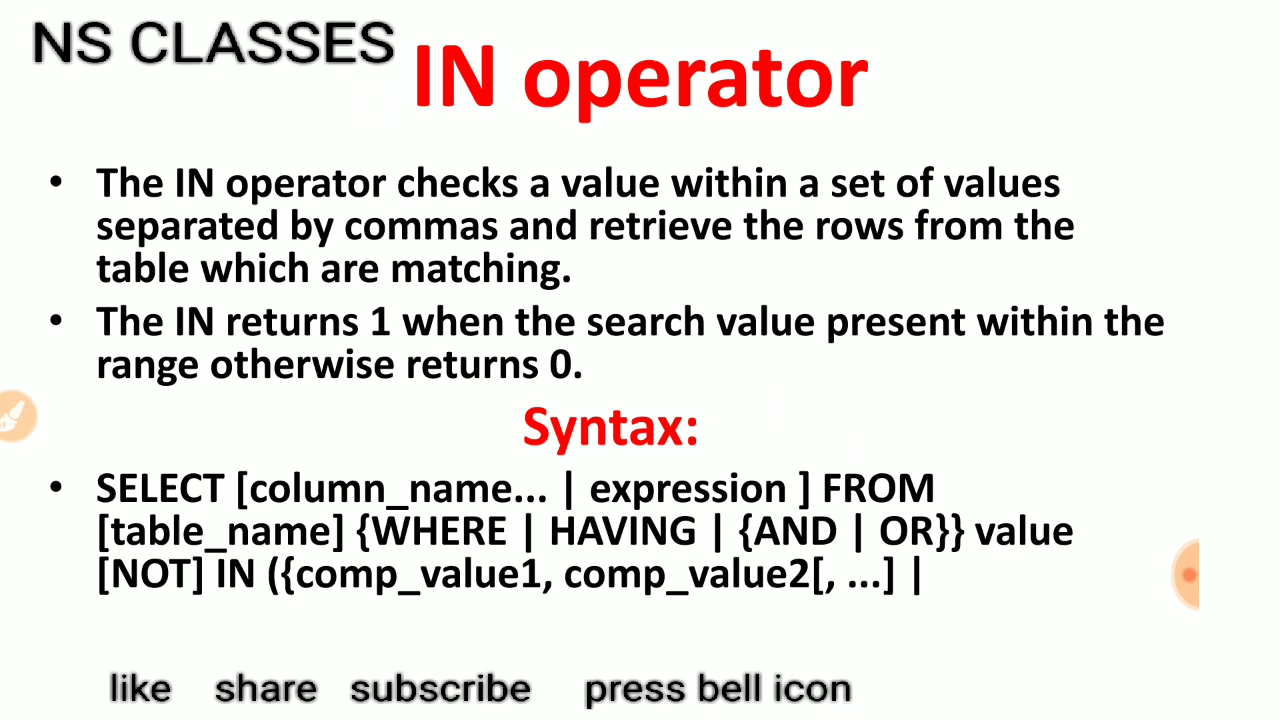 NS CLASSES
IN operator
• The IN operator checks a value within a set of values
separated by commas and retrieve the rows from the
table which are matching.
• The IN returns 1 when the search value present within the
range otherwise returns 0.
Syntax:
• SELECT [column_name... | expression ] FROM
[table_name] {WHERE | HAVING | {AND | OR}} value
[NOT] IN ({comp_value1, comp_value2[, ...] |
like share subscribe press bell icon